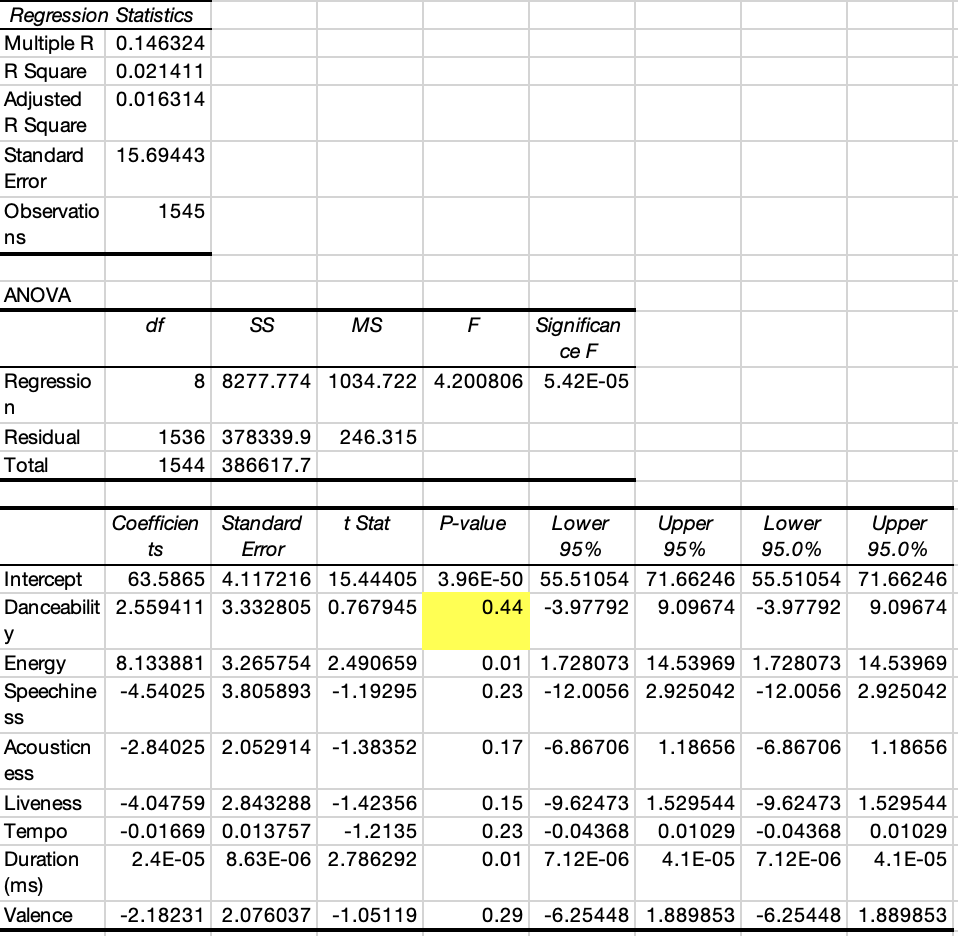 Regression Statistics
Multiple R 0.146324
R Square 0.021411
Adjusted R Square 0.016314
Standard Error 15.69443
Observations 1545
ANOVA
df SS MS F Significance F
Regression 8 8277.774 1034.722 4.200806 5.42E-05
Residual 1536 378339.9 246.315
Total 1544 386617.7
Coefficients Standard Error t Stat P-value Lower 95% Upper 95% Lower 95.0% Upper 95.0%
Intercept 63.5865 4.117216 15.44405 3.96E-50 55.51054 71.66246 55.51054 71.66246
Danceability 2.559411 3.332805 0.767945 0.44 -3.97792 9.09674 -3.97792 9.09674
Energy 8.133881 3.265754 2.490659 0.01 1.728073 14.53969 1.728073 14.53969
Speechiness -4.54025 3.805893 -1.19295 0.23 -12.0056 2.925042 -12.0056 2.925042
Acousticness -2.84025 2.052914 -1.38352 0.17 -6.86706 1.18656 -6.86706 1.18656
Liveness -4.04759 2.843288 -1.42356 0.15 -9.62473 1.529544 -9.62473 1.529544
Tempo -0.01669 0.013757 -1.2135 0.23 -0.04368 0.01029 -0.04368 0.01029
Duration (ms) 2.4E-05 8.63E-06 2.786292 0.01 7.12E-06 4.1E-05 7.12E-06 4.1E-05
Valence -2.18231 2.076037 -1.05119 0.29 -6.25448 1.889853 -6.25448 1.889853